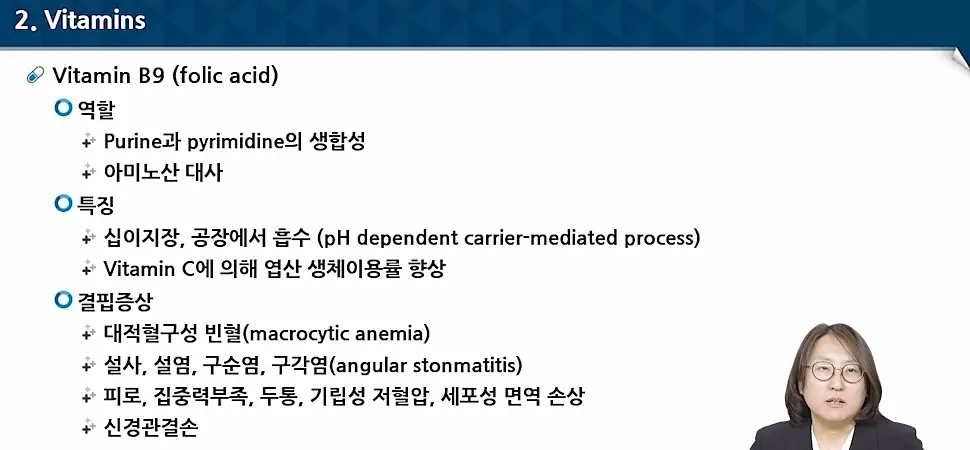 2. Vitamins
Vitamin B9 (folic acid)
역할
Purine과 pyrimidine의 생합성
아미노산 대사
특징
십이지장, 공장에서 흡수 (pH dependent carrier-mediated process)
Vitamin C에 의해 엽산 생체이용률 향상
결핍증상
대적혈구성 빈혈(macrocytic anemia)
설사, 설염, 구순염, 구각염(angular stonmatitis)
피로, 집중력부족, 두통, 기립성 저혈압, 세포성 면역 손상
신경관결손